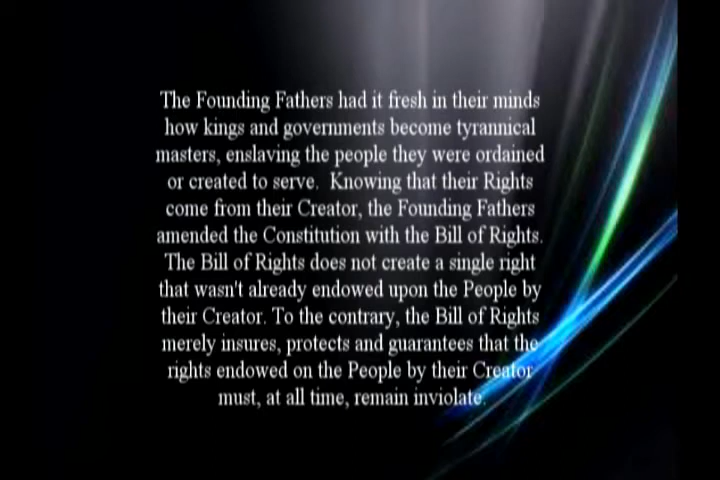 The Founding Fathers had it fresh in their minds
how kings and governments become tyrannical
masters, enslaving the people they were ordained
or created to serve.  Knowing that their Rights
come from their Creator, the Founding Fathers
amended the Constitution with the Bill of Rights.
The Bill of Rights does not create a single right
that wasn't already endowed upon the People by
their Creator. To the contrary, the Bill of Rights
merely insures, protects and guarantees that the
rights endowed on the People by their Creator
must, at all time, remain inviolate.